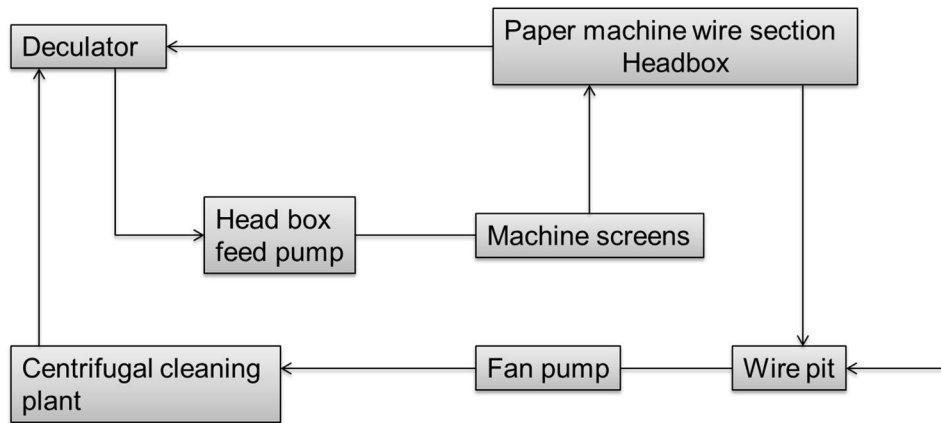 Deculator
Paper machine wire section
Headbox
Head box
feed pump
Machine screens
Centrifugal cleaning
plant
Fan pump
Wire pit